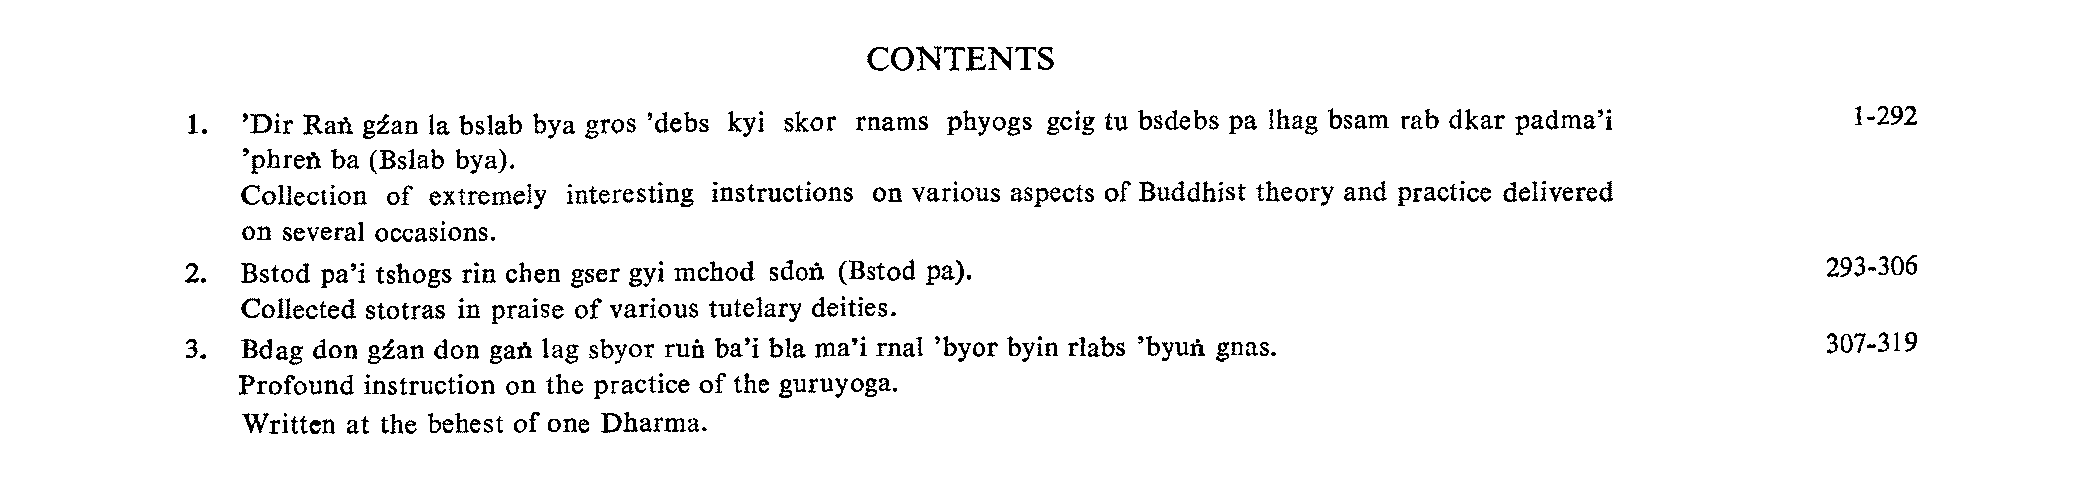 CONTENTS
1. ’Dir Raṅ gźan la bslab bya gros ’debs kyi skor rnams phyogs gcig tu bsdebs pa lhag bsam rab dkar padma’i 1-292
’phreṅ ba (Bslab bya).
Collection of extremely interesting instructions on various aspects of Buddhist theory and practice delivered
on several occasions.
2. Bstod pa’i tshogs rin chen gser gyi mchod sdoṅ (Bstod pa). 293-306
Collected stotras in praise of various tutelary deities.
3. Bdag don gźan don gaṅ lag sbyor ruṅ ba’i bla ma’i rnal ’byor byin rlabs ’byuṅ gnas. 307-319
Profound instruction on the practice of the guruyoga.
Written at the behest of one Dharma.